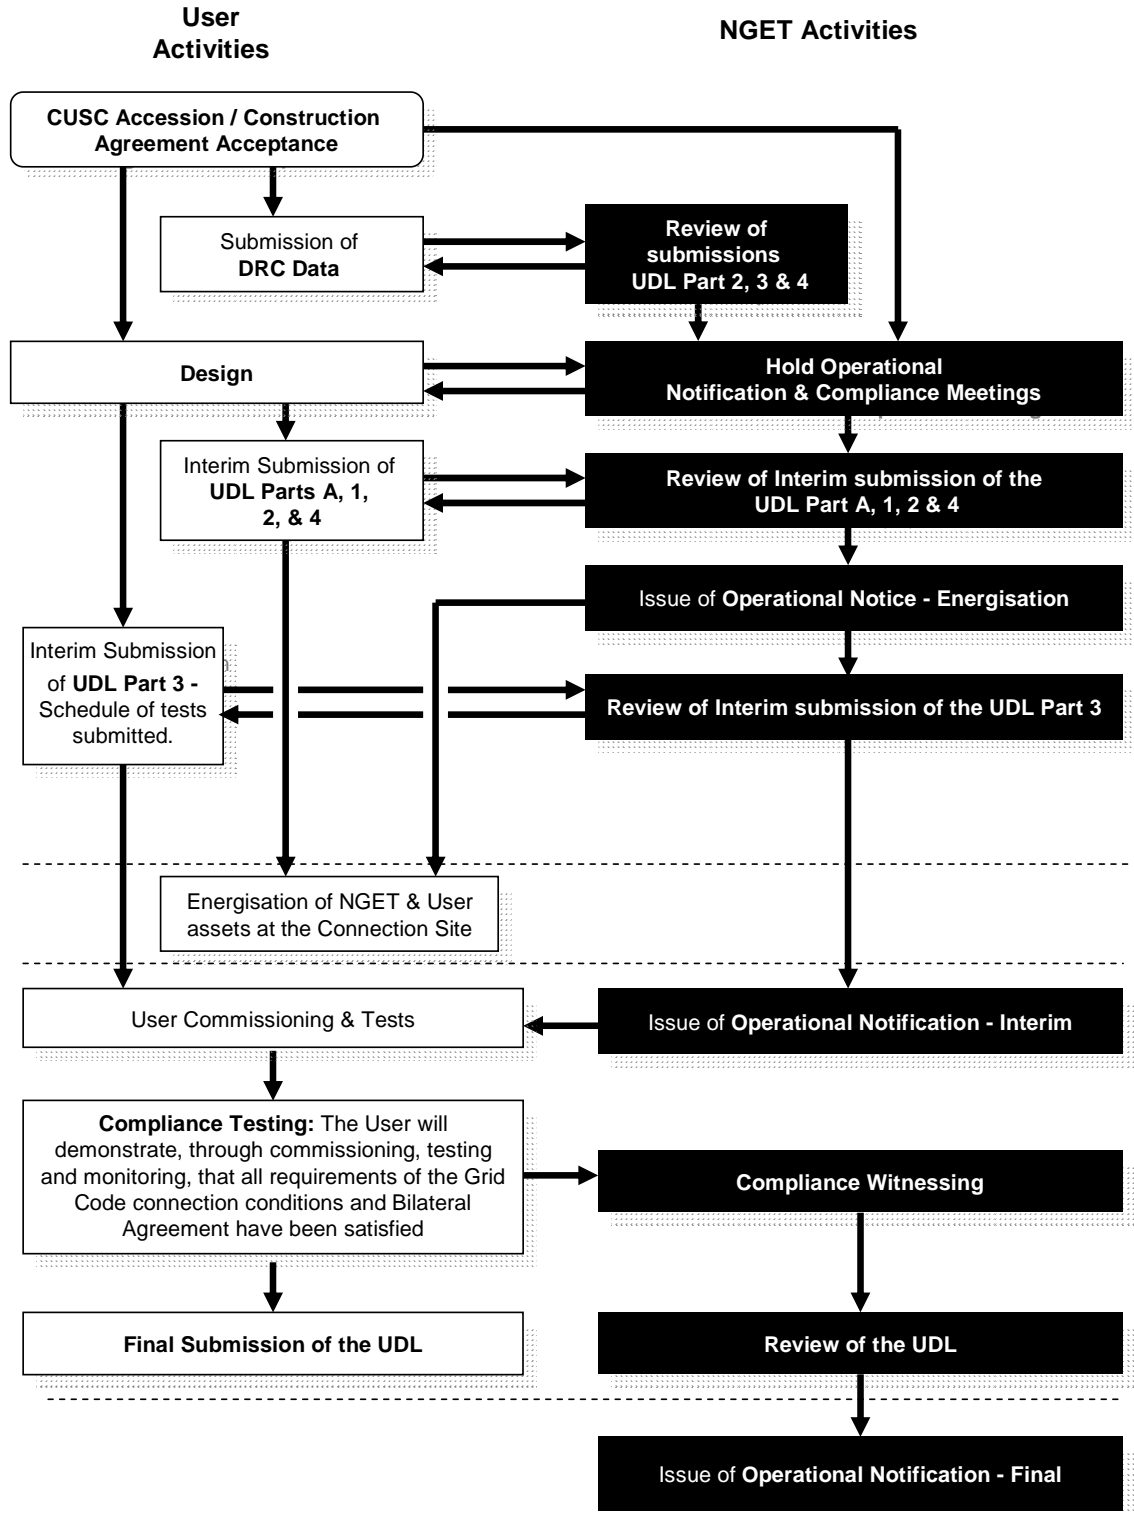 User
Activities
NGET Activities
CUSC Accession / Construction
Agreement Acceptance
Submission of
DRC Data
Review of
submissions
UDL Part 2, 3 & 4
Design
Hold Operational
Notification & Compliance Meetings
Interim Submission of
UDL Parts A, 1,
2, & 4
Review of Interim submission of the
UDL Part A, 1, 2 & 4
Issue of Operational Notice - Energisation
Interim Submission
of UDL Part 3 -
Schedule of tests
submitted.
Review of Interim submission of the UDL Part 3
Energisation of NGET & User
assets at the Connection Site
User Commissioning & Tests
Issue of Operational Notification - Interim
Compliance Testing: The User will
demonstrate, through commissioning, testing
and monitoring, that all requirements of the Grid
Code connection conditions and Bilateral
Agreement have been satisfied
Compliance Witnessing
Final Submission of the UDL
Review of the UDL
Issue of Operational Notification - Final